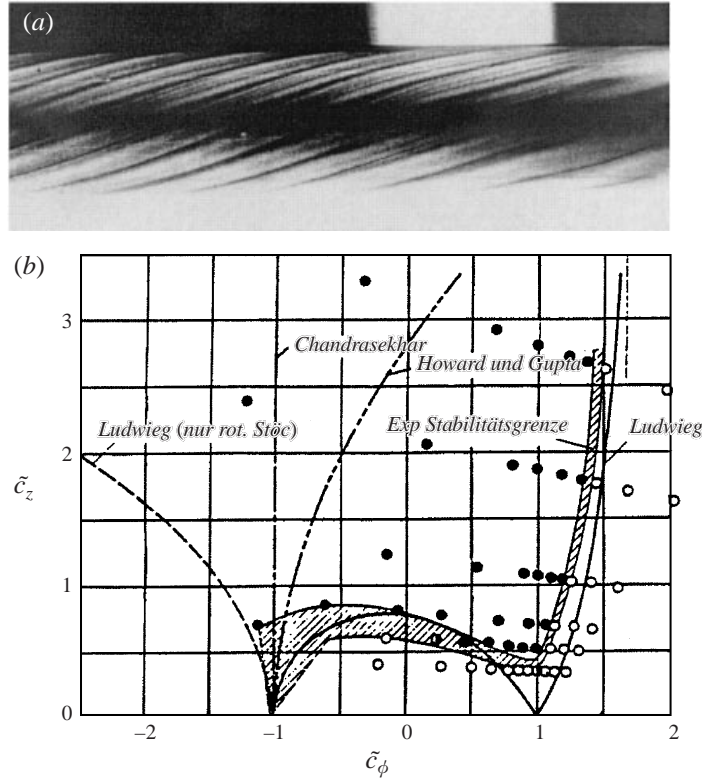 (a)
(b)
3
Chandrasekhar
Howard und Gupta
Ludwieg (nur rot. Stöc)
Exp Stabilitätsgrenze
Ludwieg
2
c̃z
1
0
−2
−1
0
1
2
c̃ϕ